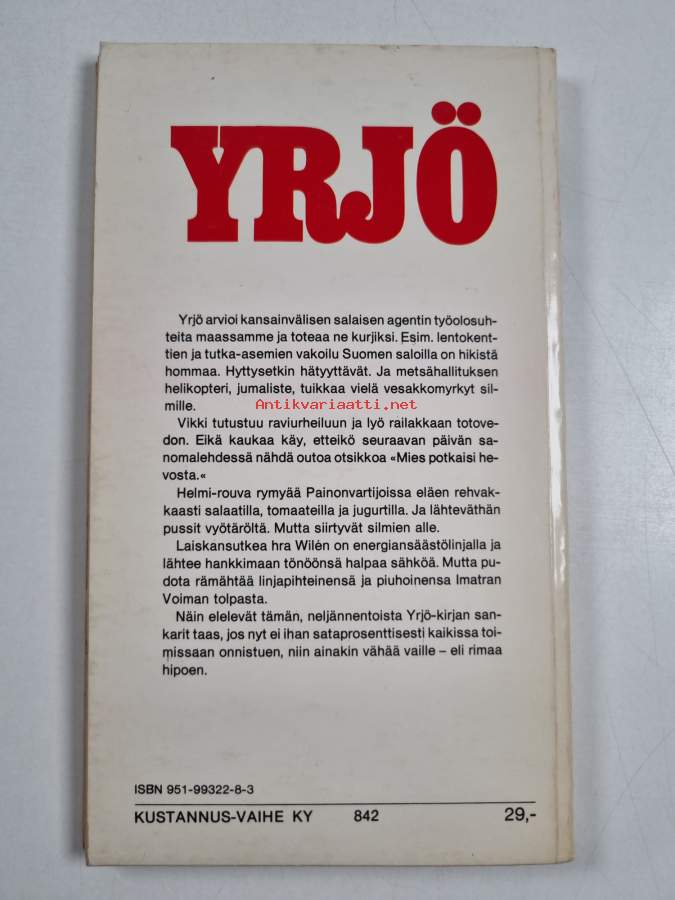 YRJÖ
Yrjö arvioi kansainvälisen salaisen agentin työolosuh-
teita maassamme ja toteaa ne kurjiksi. Esim. lentokent-
tien ja tutka-asemien vakoilu Suomen saloilla on hikistä
hommaa. Hyttysetkin hätyyttävät. Ja metsähallituksen
helikopteri, jumaliste, tuikkaa vielä vesakkomyrkyt sil-
mille.
Antikvariaatti.net
Vikki tutustuu raviurheiluun ja lyö railakkaan totove-
don. Eikä kaukaa käy, etteikö seuraavan päivän sa-
nomalehdessä nähdä outoa otsikkoa «Mies potkaisi he-
vosta.«
Helmi-rouva rymyää Painonvartijoissa eläen rehvak-
kaasti salaatilla, tomaateilla ja jugurtilla. Ja lähteväthän
pussit vyötäröltä. Mutta siirtyvät silmien alle.
Laiskansutkea hra Wilén on energiansäästölinjalla ja
lähtee hankkimaan tönöönsä halpaa sähköä. Mutta pu-
dota rämähtää linjapihteinensä ja piuhoinensa Imatran
Voiman tolpasta.
Näin elelevät tämän, neljännentoista Yrjö-kirjan san-
karit taas, jos nyt ei ihan sataprosenttisesti kaikissa toi-
missaan onnistuen, niin ainakin vähää vaille – eli rimaa
hipoen.
ISBN 951-99322-8-3
KUSTANNUS-VAIHE KY 842 29,-